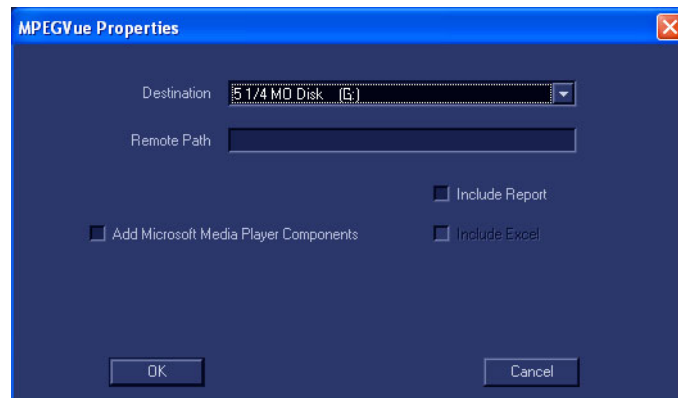 MPEGVue Properties
Destination
5 1/4 MO Disk (G:)
Remote Path
Include Report
Add Microsoft Media Player Components
Include Excel
OK
Cancel